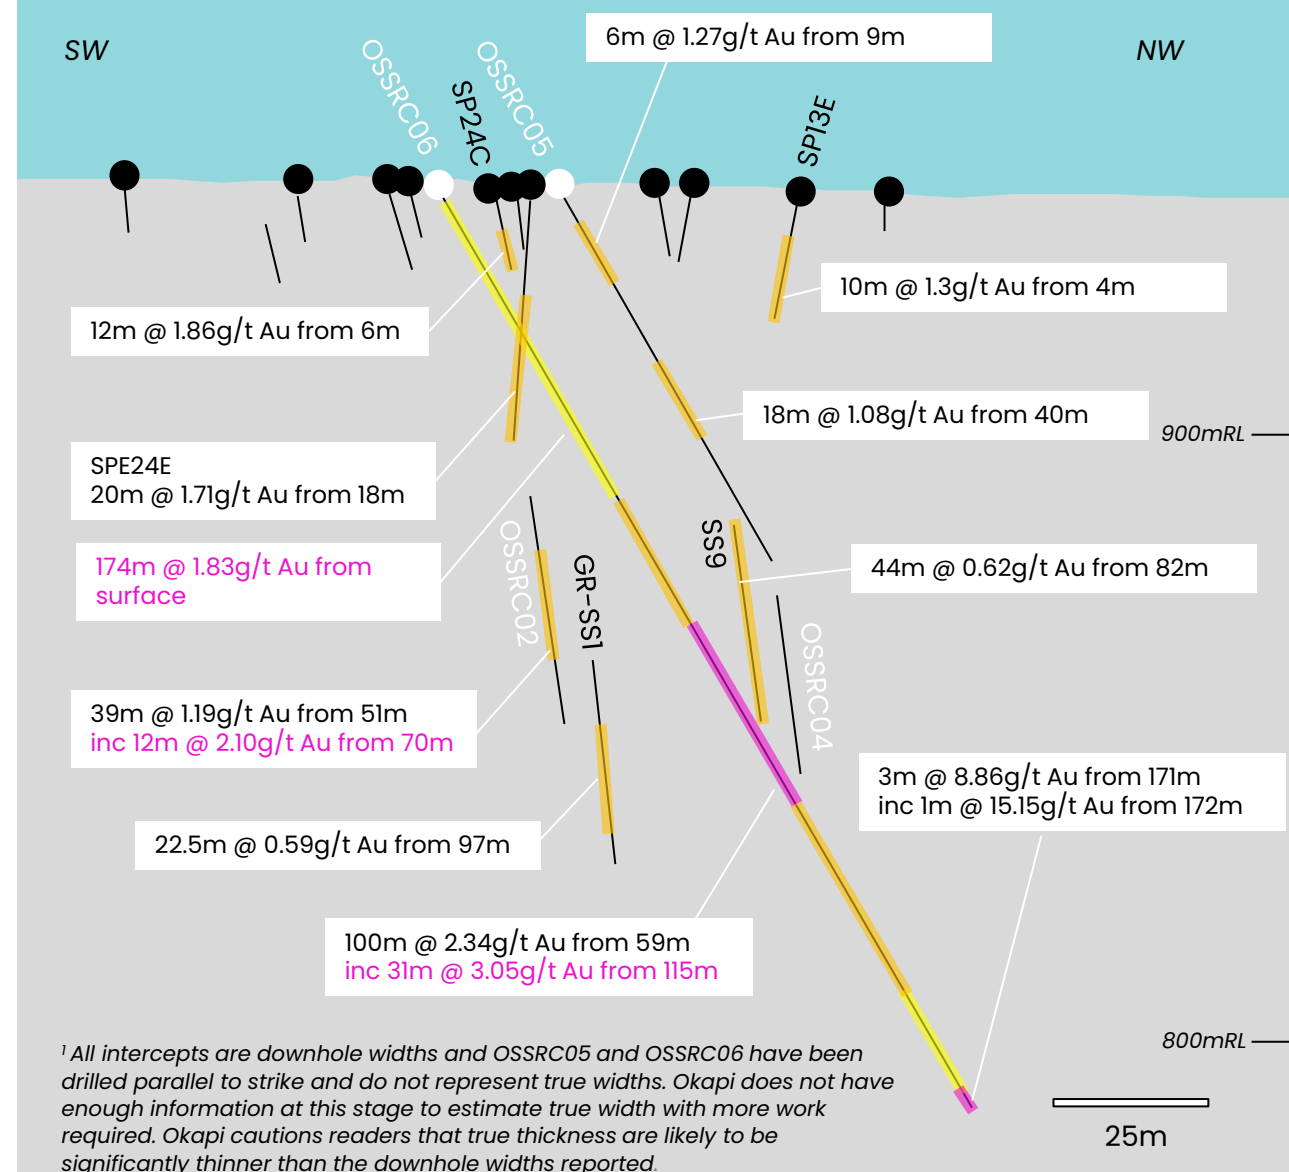 SW
NW
6m @ 1.27g/t Au from 9m
OSSRC06
SP24C
OSSRC05
SP13E
10m @ 1.3g/t Au from 4m
12m @ 1.86g/t Au from 6m
18m @ 1.08g/t Au from 40m
900mRL
SPE24E
20m @ 1.71g/t Au from 18m
174m @ 1.83g/t Au from
surface
OSSRC02
GR-SS1
SS9
44m @ 0.62g/t Au from 82m
OSSRC04
39m @ 1.19g/t Au from 51m
inc 12m @ 2.10g/t Au from 70m
3m @ 8.86g/t Au from 171m
inc 1m @ 15.15g/t Au from 172m
22.5m @ 0.59g/t Au from 97m
100m @ 2.34g/t Au from 59m
inc 31m @ 3.05g/t Au from 115m
800mRL
25m
¹ All intercepts are downhole widths and OSSRC05 and OSSRC06 have been
drilled parallel to strike and do not represent true widths. Okapi does not have
enough information at this stage to estimate true width with more work
required. Okapi cautions readers that true thickness are likely to be
significantly thinner than the downhole widths reported.